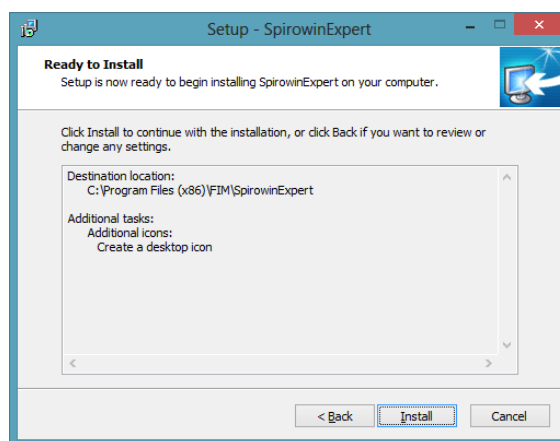 Setup - SpirowinExpert
Ready to Install
Setup is now ready to begin installing SpirowinExpert on your computer.
Click Install to continue with the installation, or click Back if you want to review or
change any settings.
Destination location:
C:\Program Files (x86)\FIM\SpirowinExpert
Additional tasks:
Additional icons:
Create a desktop icon
< Back
Install
Cancel